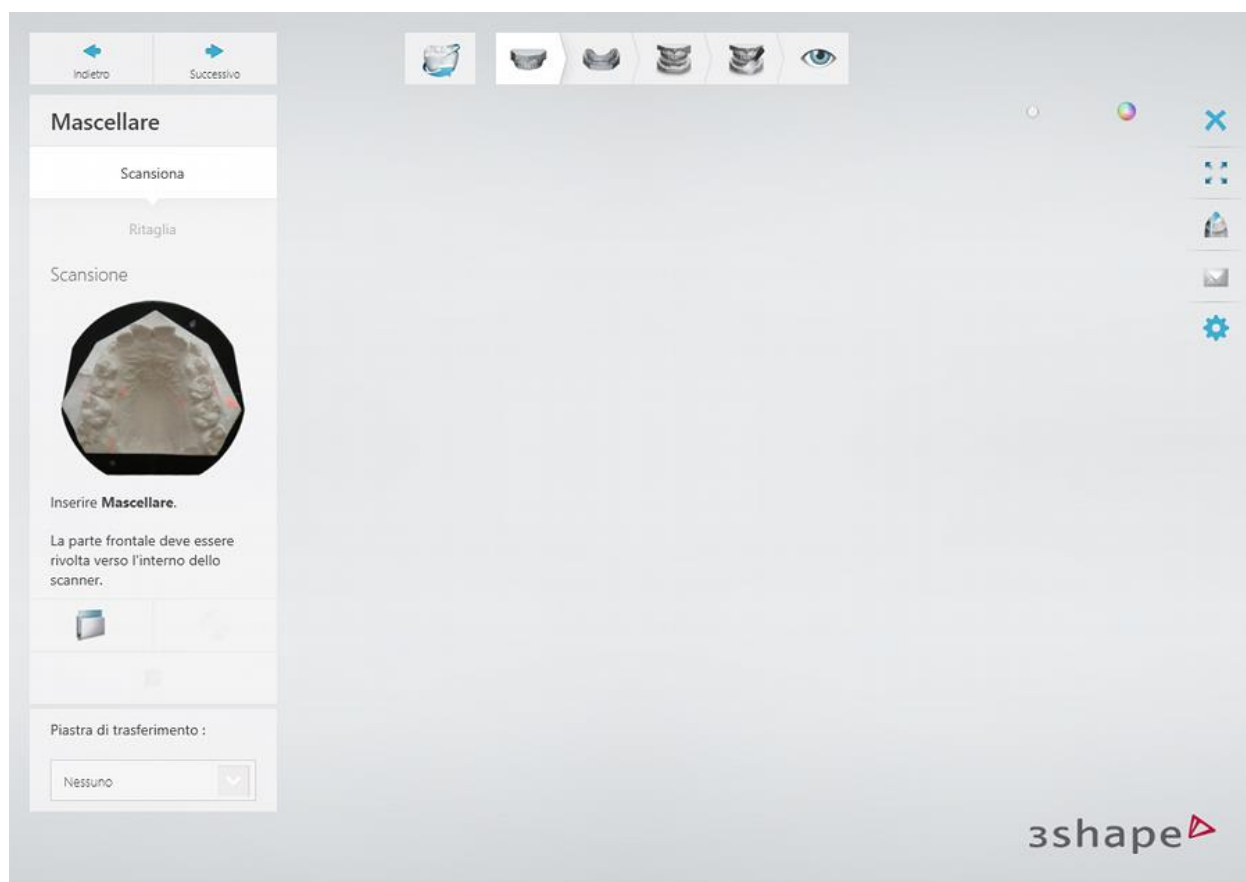 Indietro
Successivo
Mascellare
Scansiona
Ritaglia
Scansione
Inserire Mascellare.
La parte frontale deve essere
rivolta verso l'interno dello
scanner.
Piastra di trasferimento :
Nessuno
3shape